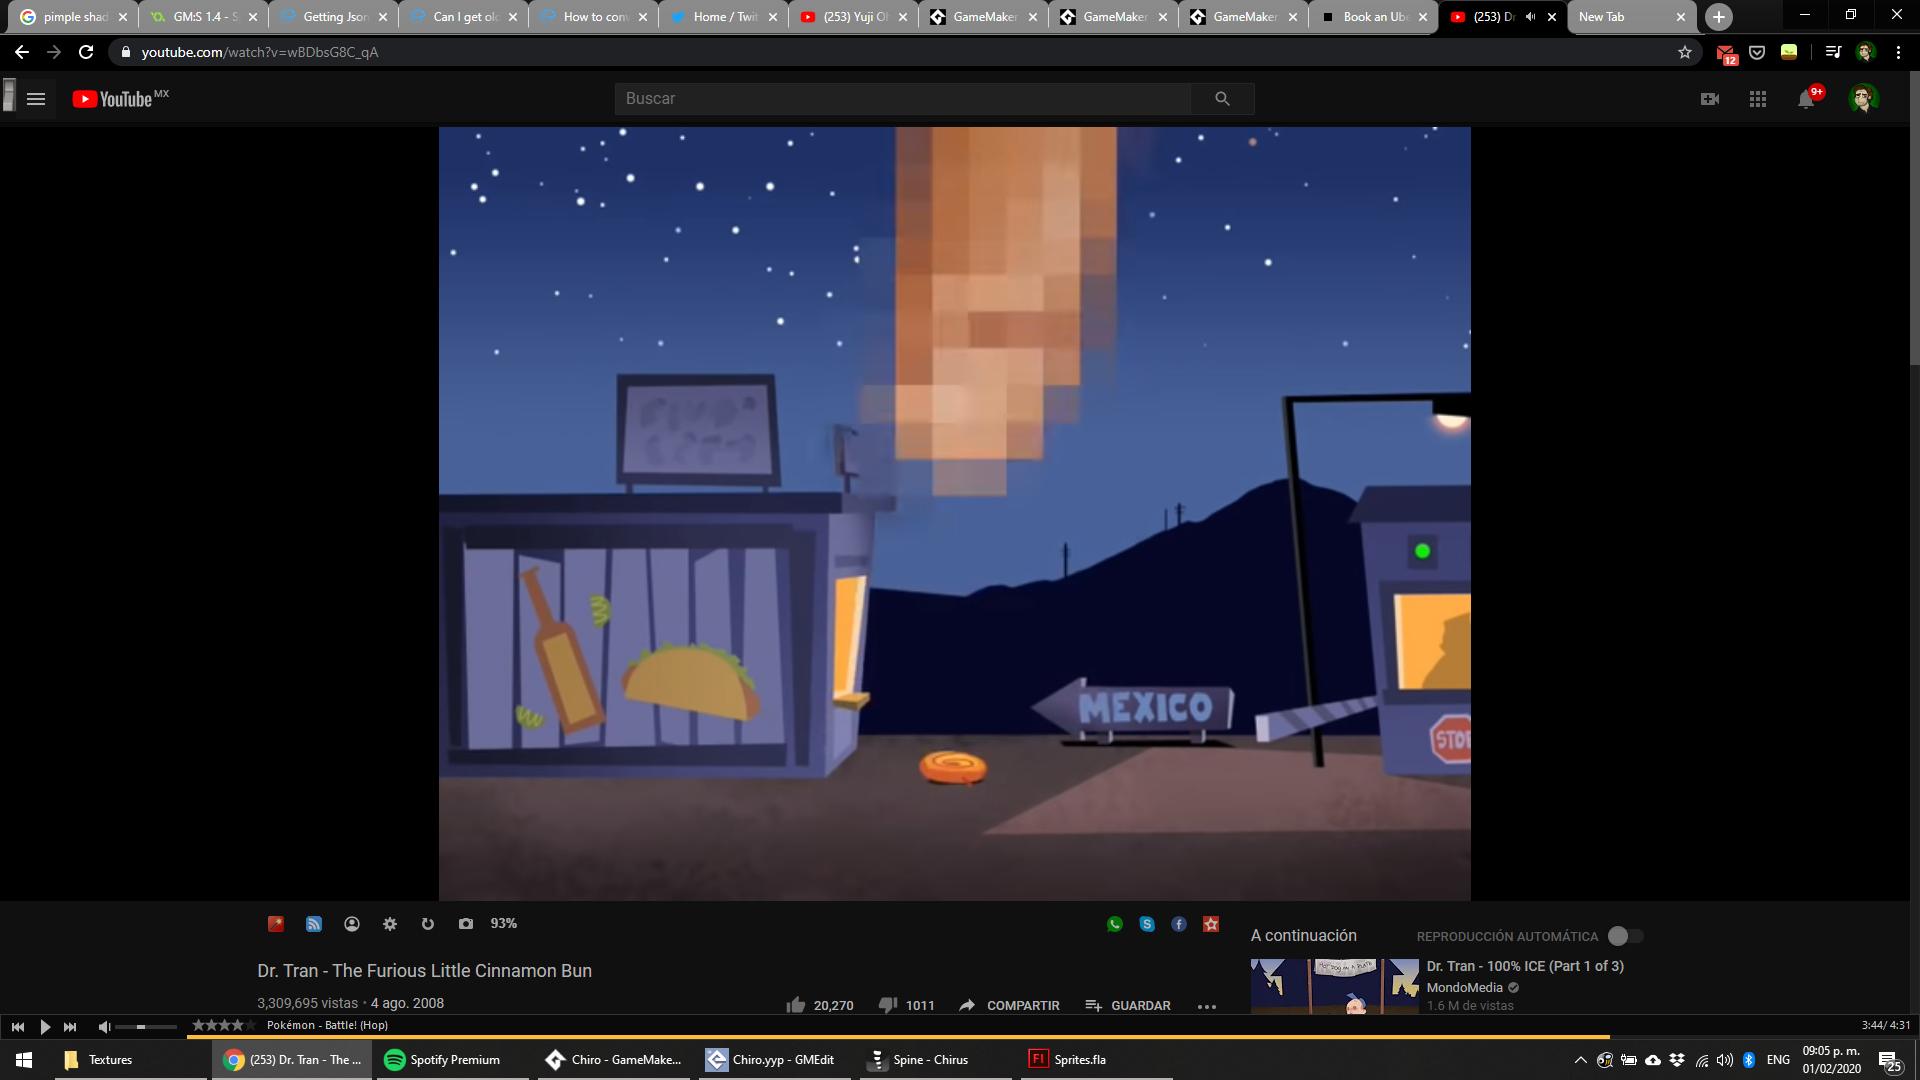 pimple shad
GM:S 1.4 - S
Getting Json
Can I get ol
How to con
Home / Twit
(253) Yuji O
GameMaker
GameMaker
GameMaker
Book an Ube
(253) Dr
New Tab
youtube.com/watch?v=wBDbsG8C_qA
12
YouTube MX
Buscar
9+
MEXICO
STOP
93%
A continuación
REPRODUCCIÓN AUTOMÁTICA
Dr. Tran - The Furious Little Cinnamon Bun
Dr. Tran - 100% ICE (Part 1 of 3)
MondoMedia
3,309,695 vistas • 4 ago. 2008
20,270
1011
COMPARTIR
GUARDAR
1.6 M de vistas
Pokémon - Battle! (Hop)
3:44/ 4:31
Textures
(253) Dr. Tran - The ...
Spotify Premium
Chiro - GameMake...
Chiro.yyp - GMEdit
Spine - Chirus
Sprites.fla
ENG
09:05 p. m.
01/02/2020
25